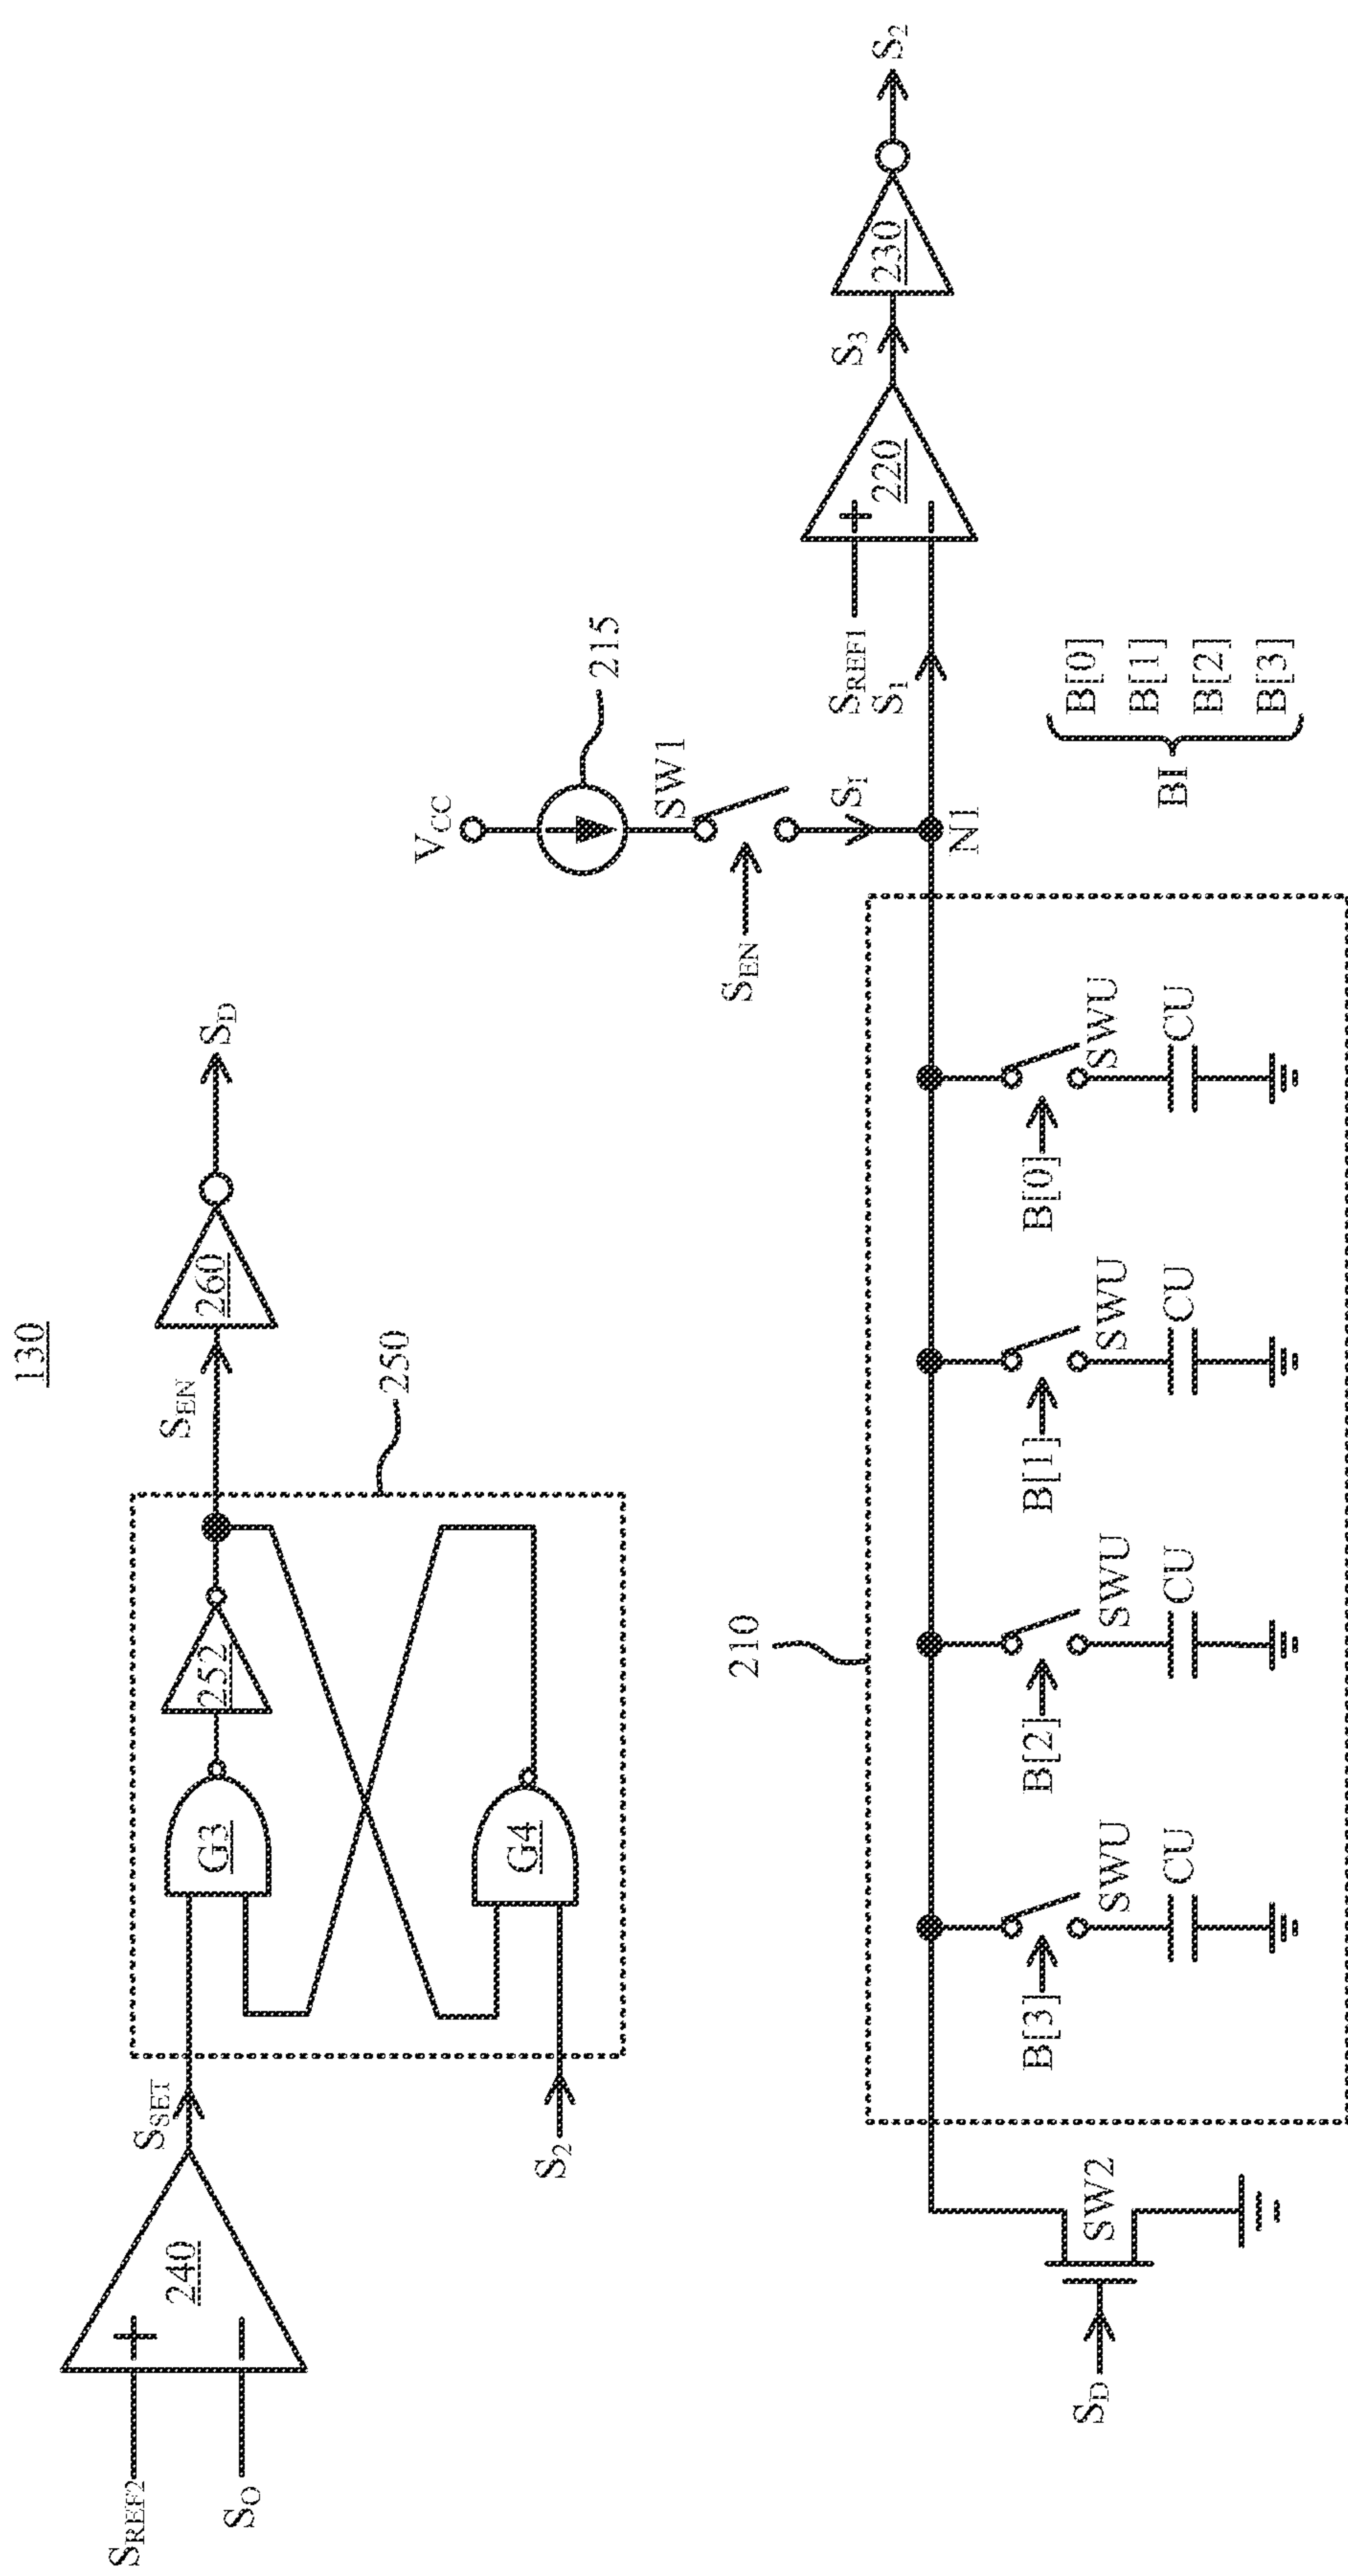 130
S_REF2
S_O
240
S_SET
S_2
G3
G4
252
250
S_EN
260
S_D
V_CC
215
SW1
S_EN
S_I
N1
S_REF1
S_1
220
S_3
230
S_2
210
S_D
SW2
B[3]
SWU
CU
B[2]
SWU
CU
B[1]
SWU
CU
B[0]
SWU
CU
BI
B[0]
B[1]
B[2]
B[3]